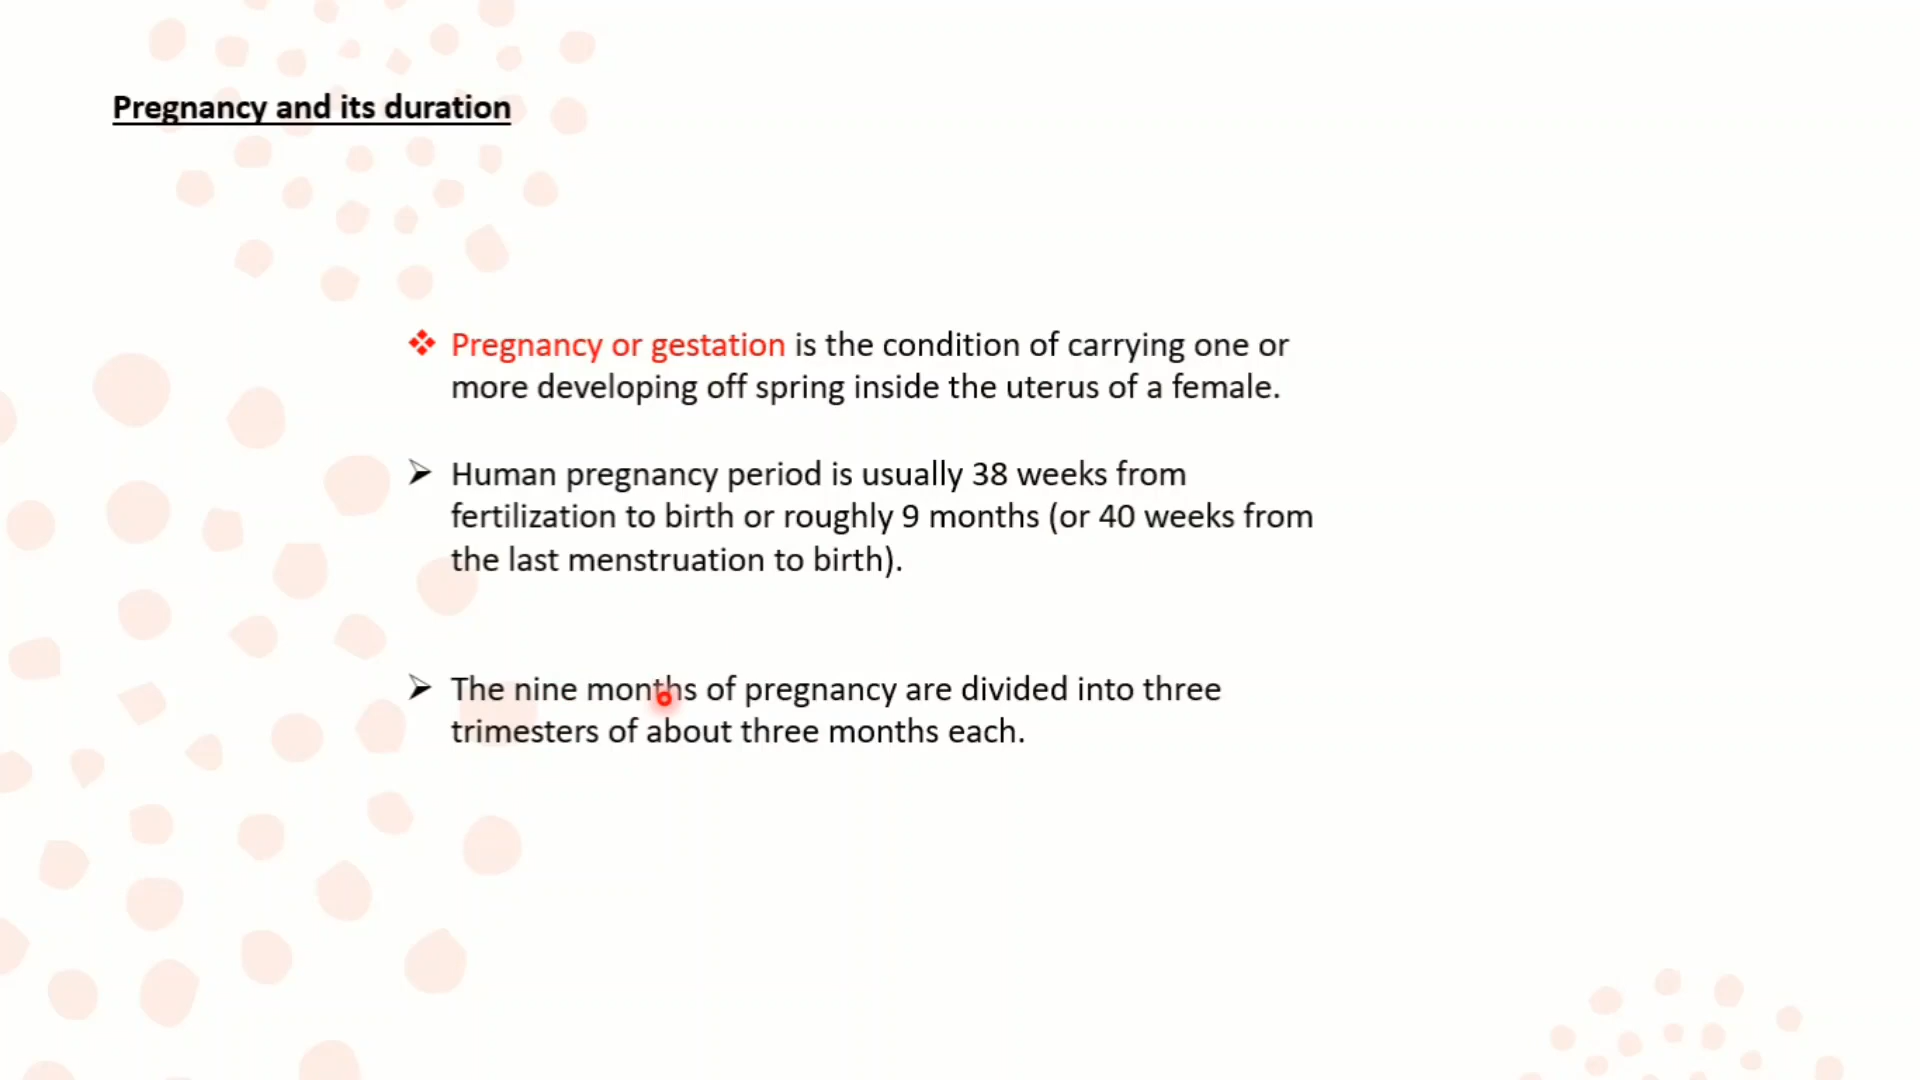 Pregnancy and its duration
Pregnancy or gestation is the condition of carrying one or
more developing off spring inside the uterus of a female.
Human pregnancy period is usually 38 weeks from
fertilization to birth or roughly 9 months (or 40 weeks from
the last menstruation to birth).
The nine months of pregnancy are divided into three
trimesters of about three months each.